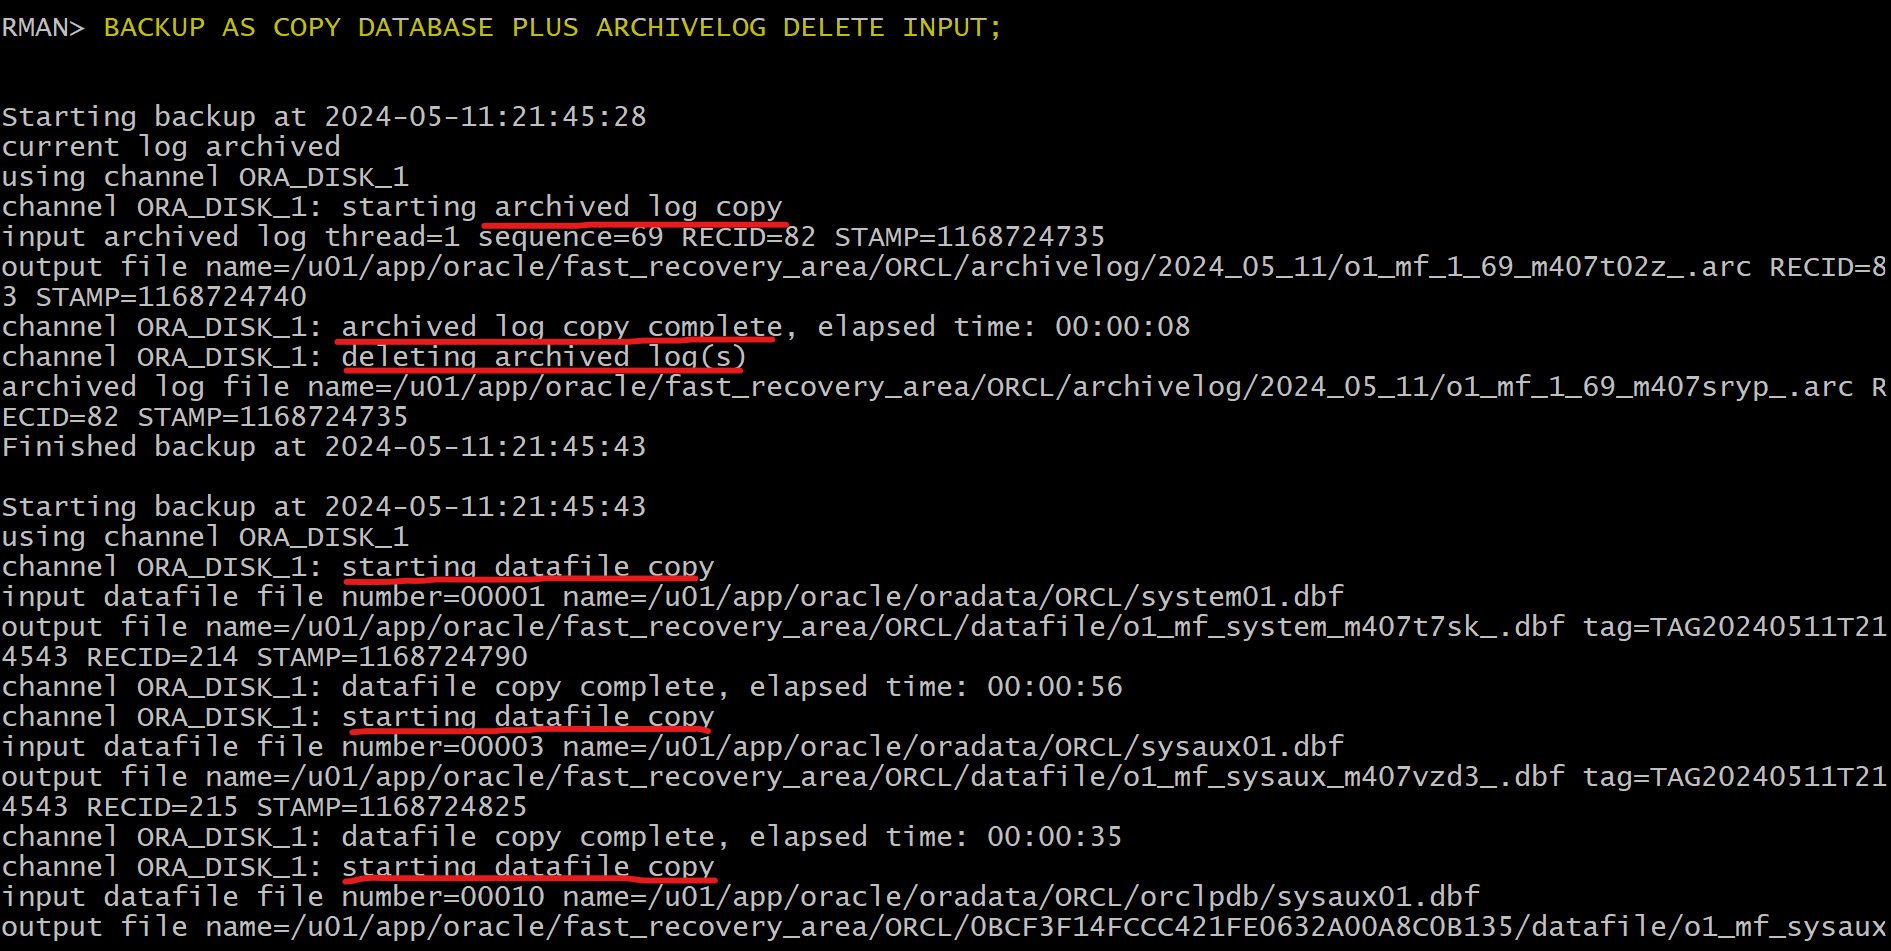 RMAN> BACKUP AS COPY DATABASE PLUS ARCHIVELOG DELETE INPUT;
Starting backup at 2024-05-11:21:45:28
current log archived
using channel ORA_DISK_1
channel ORA_DISK_1: starting archived log copy
input archived log thread=1 sequence=69 RECID=82 STAMP=1168724735
output file name=/u01/app/oracle/fast_recovery_area/ORCL/archivelog/2024_05_11/o1_mf_1_69_m407t02z_.arc RECID=8
3 STAMP=1168724740
channel ORA_DISK_1: archived log copy complete, elapsed time: 00:00:08
channel ORA_DISK_1: deleting archived log(s)
archived log file name=/u01/app/oracle/fast_recovery_area/ORCL/archivelog/2024_05_11/o1_mf_1_69_m407sryp_.arc R
ECID=82 STAMP=1168724735
Finished backup at 2024-05-11:21:45:43
Starting backup at 2024-05-11:21:45:43
using channel ORA_DISK_1
channel ORA_DISK_1: starting datafile copy
input datafile file number=00001 name=/u01/app/oracle/oradata/ORCL/system01.dbf
output file name=/u01/app/oracle/fast_recovery_area/ORCL/datafile/o1_mf_system_m407t7sk_.dbf tag=TAG20240511T21
4543 RECID=214 STAMP=1168724790
channel ORA_DISK_1: datafile copy complete, elapsed time: 00:00:56
channel ORA_DISK_1: starting datafile copy
input datafile file number=00003 name=/u01/app/oracle/oradata/ORCL/sysaux01.dbf
output file name=/u01/app/oracle/fast_recovery_area/ORCL/datafile/o1_mf_sysaux_m407vzd3_.dbf tag=TAG20240511T21
4543 RECID=215 STAMP=1168724825
channel ORA_DISK_1: datafile copy complete, elapsed time: 00:00:35
channel ORA_DISK_1: starting datafile copy
input datafile file number=00010 name=/u01/app/oracle/oradata/ORCL/orclpdb/sysaux01.dbf
output file name=/u01/app/oracle/fast_recovery_area/ORCL/0BCF3F14FCCC421FE0632A00A8C0B135/datafile/o1_mf_sysaux